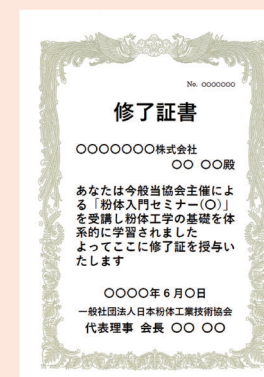 No. 0000000
修了証書
○○○○○○○株式会社
○○ ○○殿
あなたは今般当協会主催によ
る「粉体入門セミナー(○)」
を受講し粉体工学の基礎を体
系的に学習されました
よってここに修了証を授与い
たします
○○○○年６月○日
一般社団法人日本粉体工業技術協会
代表理事 会長 ○○ ○○